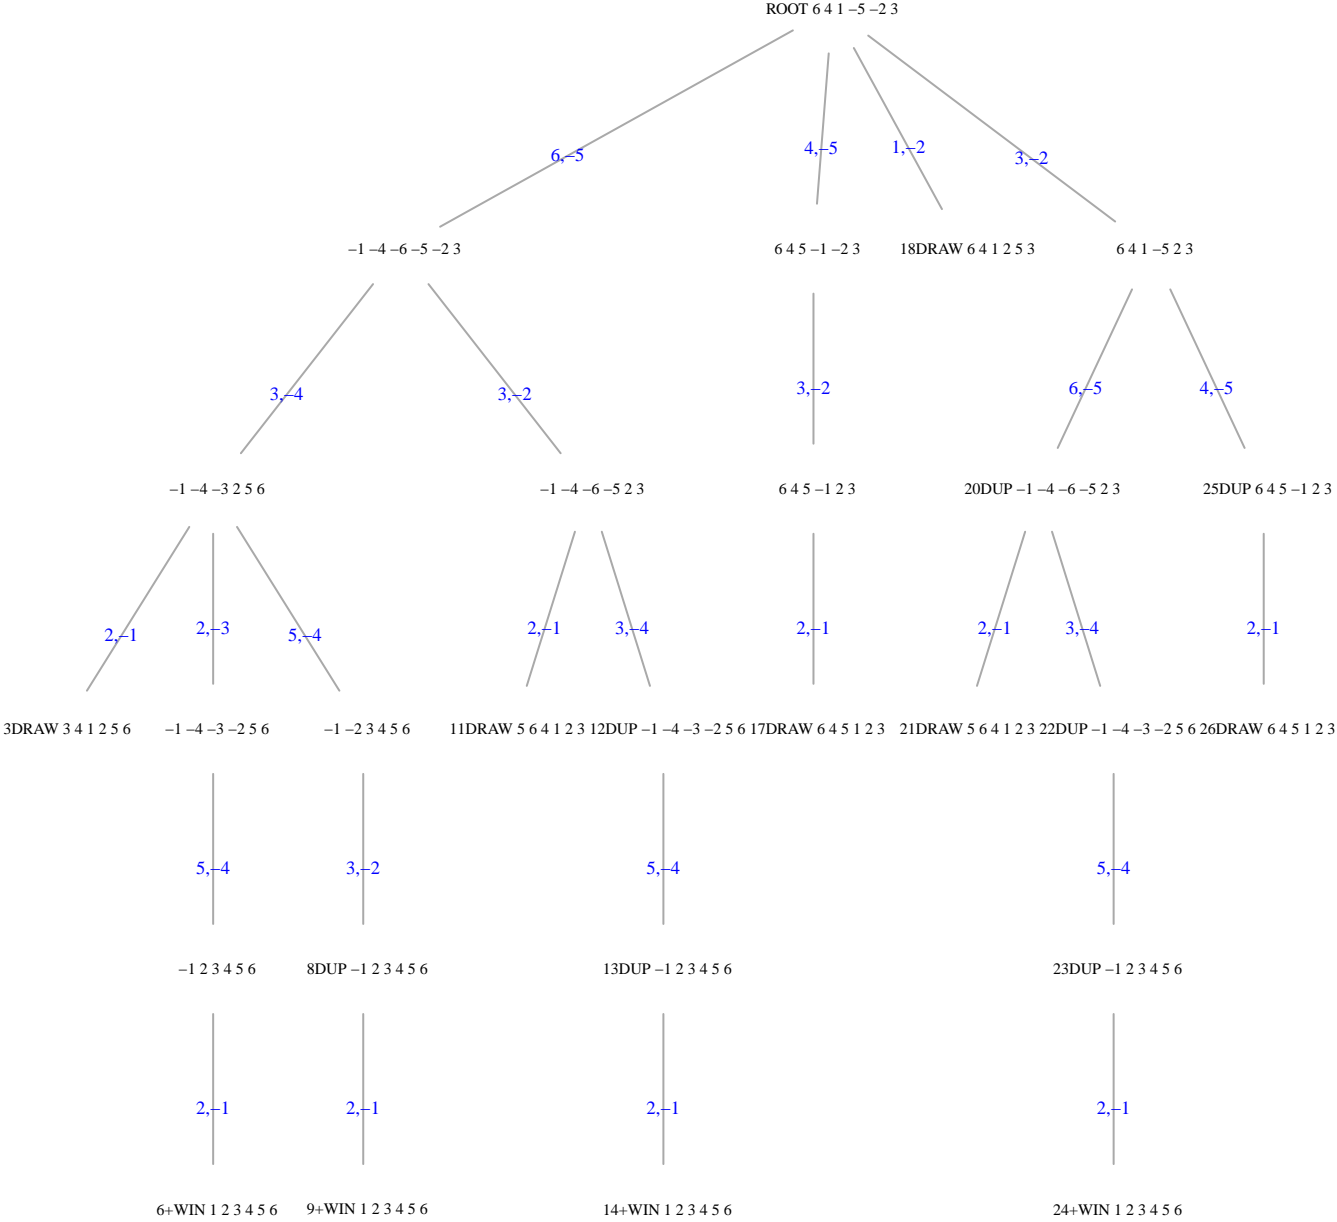 ROOT 6 4 1 −5 −2 3
6,−5
4,−5
1,−2
3,−2
−1 −4 −6 −5 −2 3
6 4 5 −1 −2 3
18DRAW 6 4 1 2 5 3
6 4 1 −5 2 3
3,−4
3,−2
3,−2
6,−5
4,−5
−1 −4 −3 2 5 6
−1 −4 −6 −5 2 3
6 4 5 −1 2 3
20DUP −1 −4 −6 −5 2 3
25DUP 6 4 5 −1 2 3
2,−1
2,−3
5,−4
2,−1
3,−4
2,−1
2,−1
3,−4
2,−1
3DRAW 3 4 1 2 5 6
−1 −4 −3 −2 5 6
−1 −2 3 4 5 6
11DRAW 5 6 4 1 2 3
12DUP −1 −4 −3 −2 5 6
17DRAW 6 4 5 1 2 3
21DRAW 5 6 4 1 2 3
22DUP −1 −4 −3 −2 5 6
26DRAW 6 4 5 1 2 3
5,−4
3,−2
5,−4
5,−4
−1 2 3 4 5 6
8DUP −1 2 3 4 5 6
13DUP −1 2 3 4 5 6
23DUP −1 2 3 4 5 6
2,−1
2,−1
2,−1
2,−1
6+WIN 1 2 3 4 5 6
9+WIN 1 2 3 4 5 6
14+WIN 1 2 3 4 5 6
24+WIN 1 2 3 4 5 6